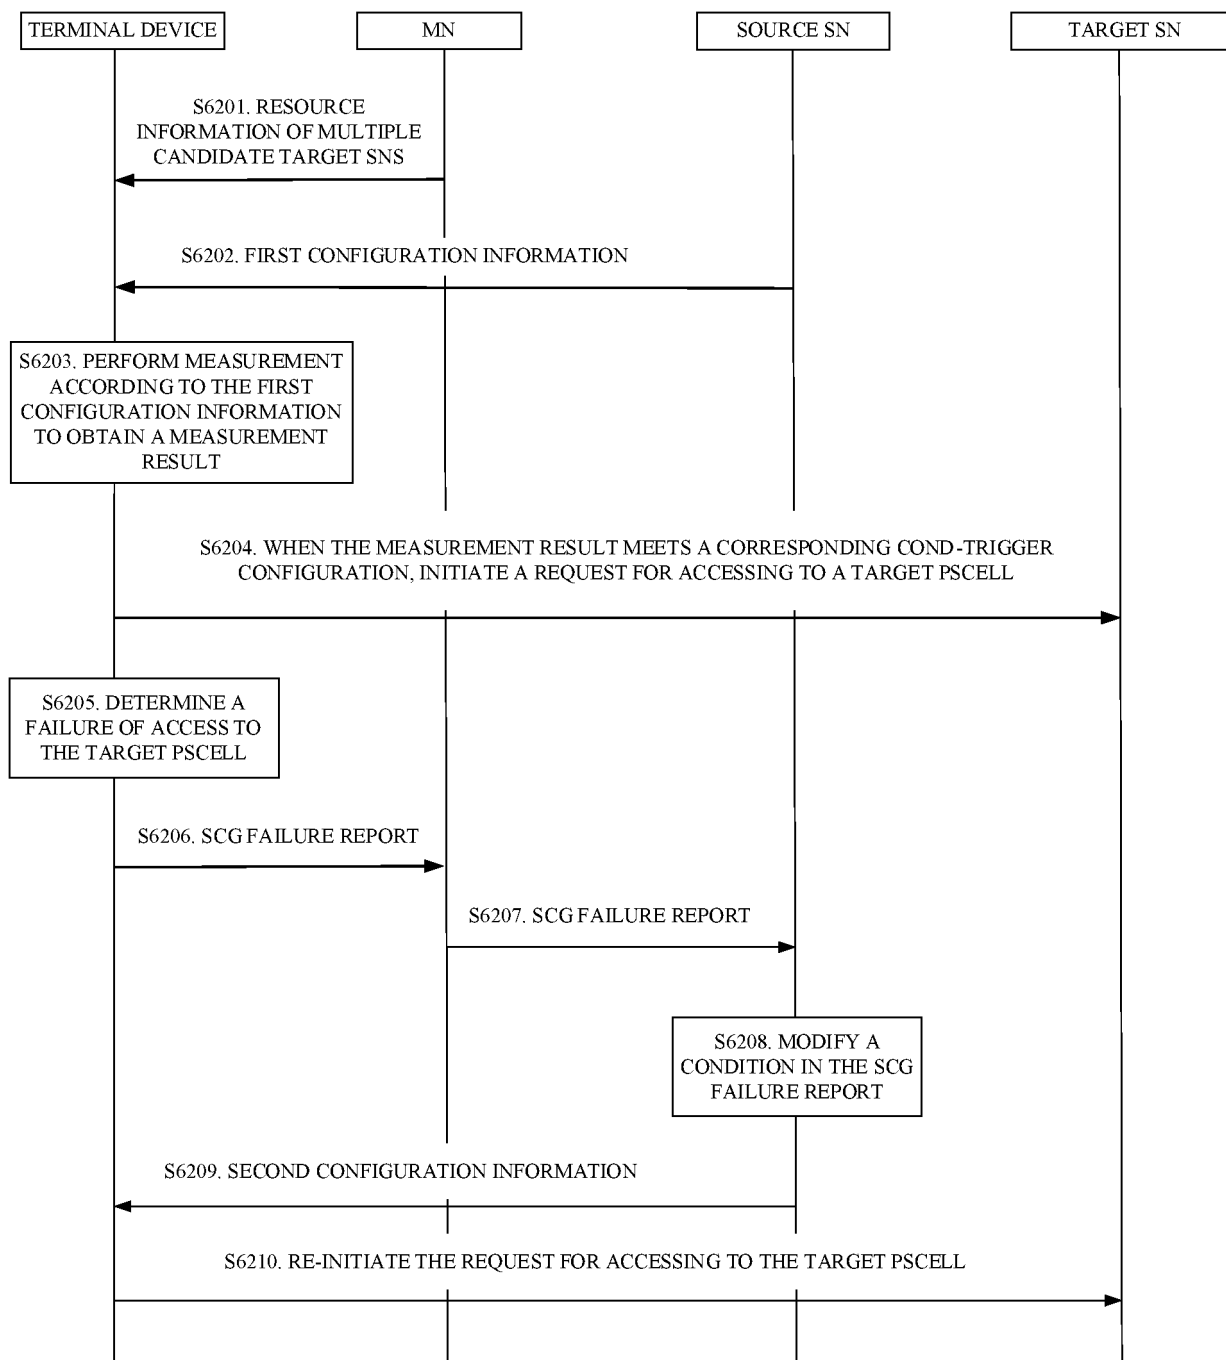 TERMINAL DEVICE
MN
SOURCE SN
TARGET SN
S6201. RESOURCE
INFORMATION OF MULTIPLE
CANDIDATE TARGET SNS
S6202. FIRST CONFIGURATION INFORMATION
S6203. PERFORM MEASUREMENT
ACCORDING TO THE FIRST
CONFIGURATION INFORMATION
TO OBTAIN A MEASUREMENT
RESULT
S6204. WHEN THE MEASUREMENT RESULT MEETS A CORRESPONDING COND-TRIGGER
CONFIGURATION, INITIATE A REQUEST FOR ACCESSING TO A TARGET PSCELL
S6205. DETERMINE A
FAILURE OF ACCESS TO
THE TARGET PSCELL
S6206. SCG FAILURE REPORT
S6207. SCG FAILURE REPORT
S6208. MODIFY A
CONDITION IN THE SCG
FAILURE REPORT
S6209. SECOND CONFIGURATION INFORMATION
S6210. RE-INITIATE THE REQUEST FOR ACCESSING TO THE TARGET PSCELL